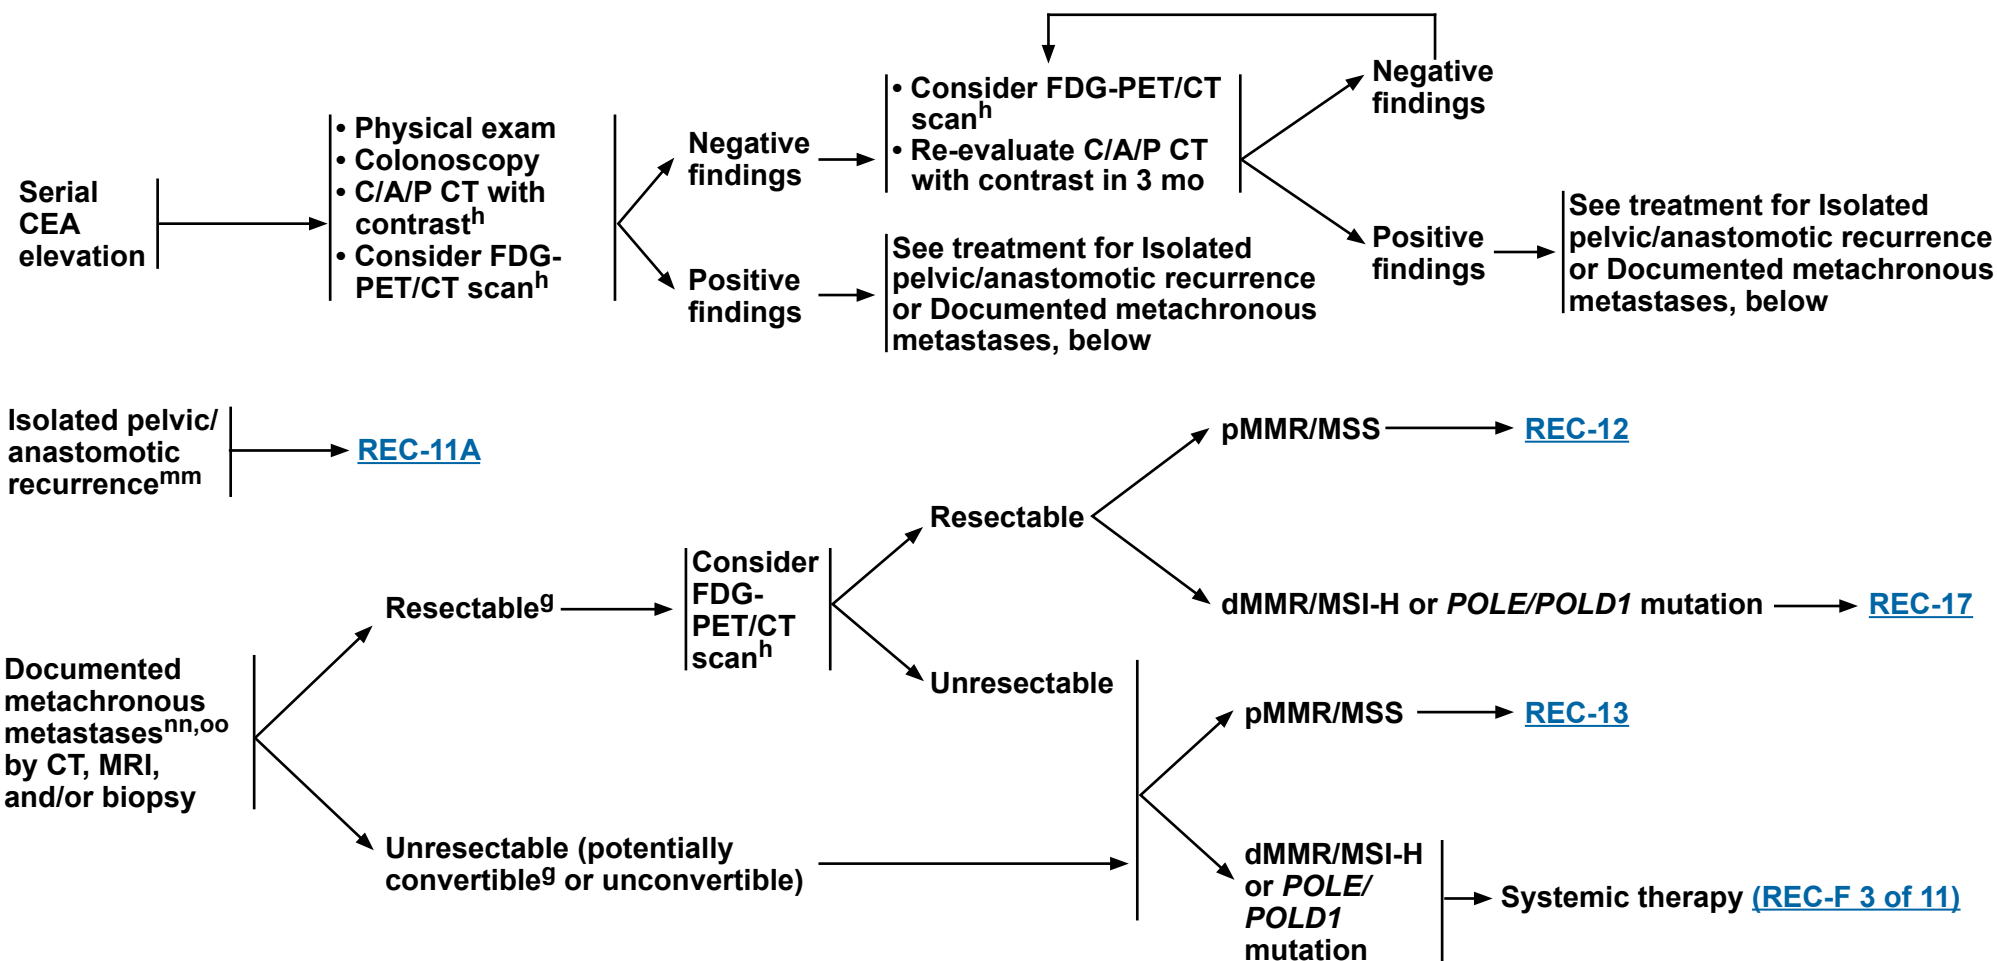 Serial
CEA
elevation
• Physical exam
• Colonoscopy
• C/A/P CT with
contrasth
• Consider FDG-
PET/CT scanh
Negative
findings
• Consider FDG-PET/CT
scanh
• Re-evaluate C/A/P CT
with contrast in 3 mo
Negative
findings
Positive
findings
See treatment for Isolated
pelvic/anastomotic recurrence
or Documented metachronous
metastases, below
Positive
findings
See treatment for Isolated
pelvic/anastomotic recurrence
or Documented metachronous
metastases, below
Isolated pelvic/
anastomotic
recurrencemm
REC-11A
Documented
metachronous
metastasesnn,oo
by CT, MRI,
and/or biopsy
Resectableg
Consider
FDG-
PET/CT
scanh
Resectable
pMMR/MSS
REC-12
dMMR/MSI-H or POLE/POLD1 mutation
REC-17
Unresectable
Unresectable (potentially
convertibleg or unconvertible)
pMMR/MSS
REC-13
dMMR/MSI-H
or POLE/
POLD1
mutation
Systemic therapy (REC-F 3 of 11)